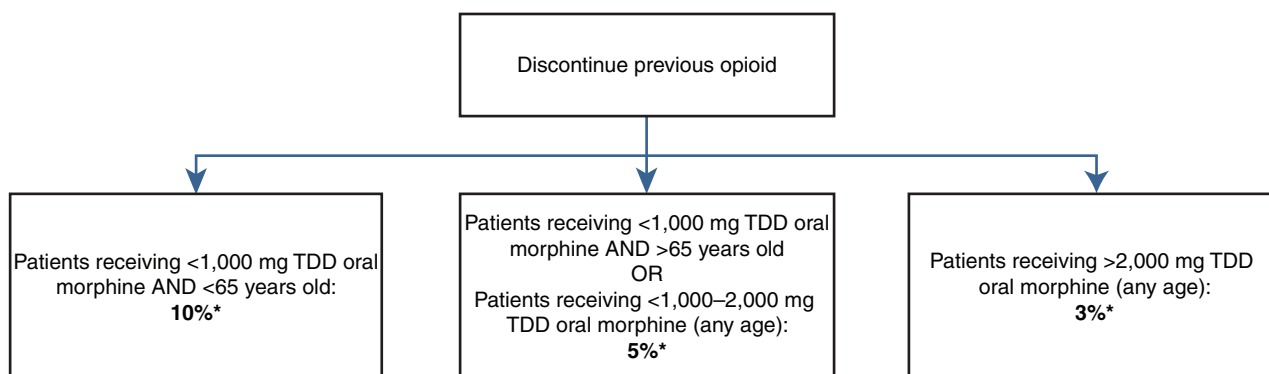 Discontinue previous opioid
Patients receiving <1,000 mg TDD oral
morphine AND <65 years old:
10%*
Patients receiving <1,000 mg TDD oral
morphine AND >65 years old
OR
Patients receiving <1,000–2,000 mg
TDD oral morphine (any age):
5%*
Patients receiving >2,000 mg TDD
oral morphine (any age):
3%*